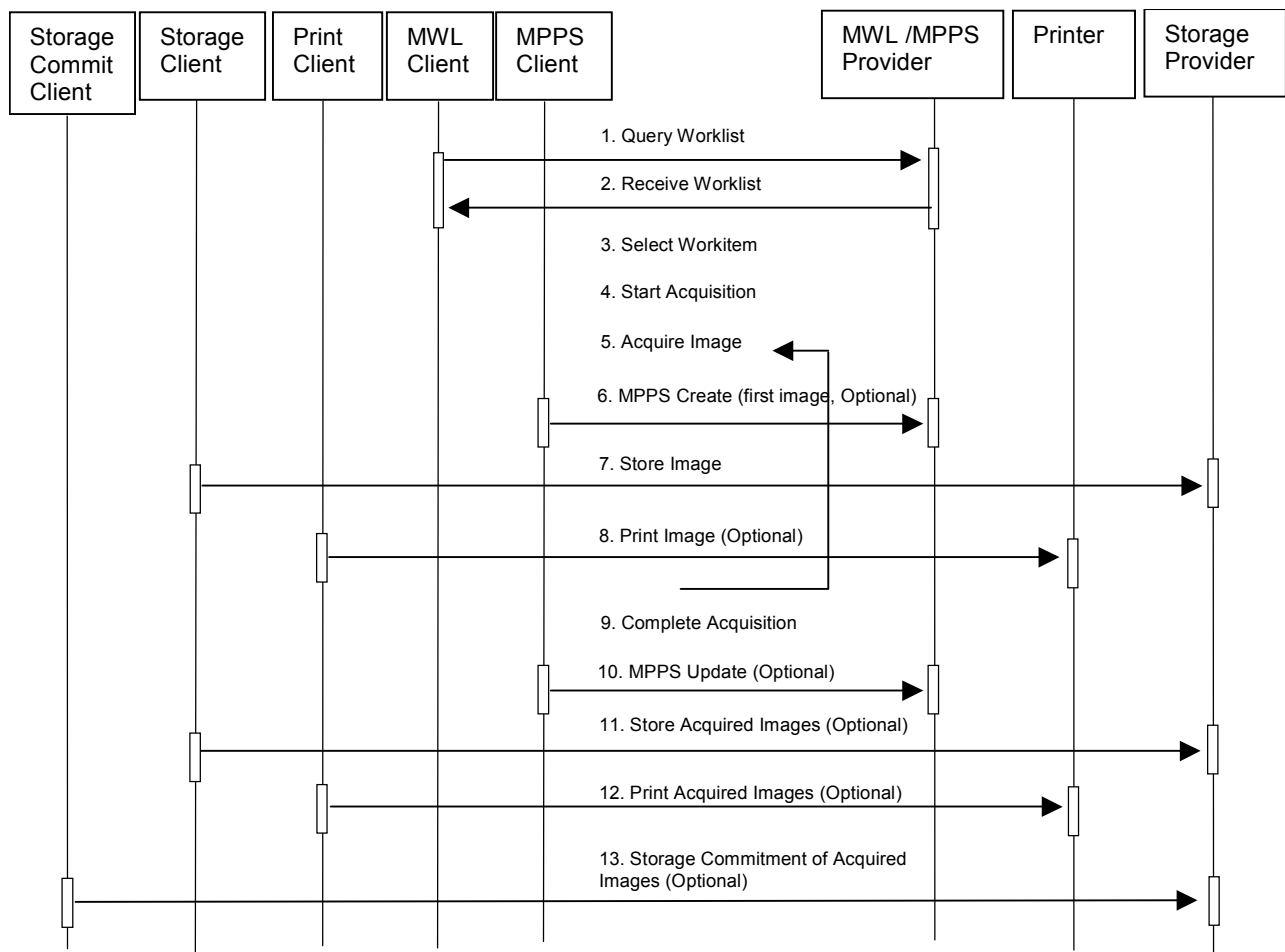 Storage
Commit
Client
Storage
Client
Print
Client
MWL
Client
MPPS
Client
MWL /MPPS
Provider
Printer
Storage
Provider
1. Query Worklist
2. Receive Worklist
3. Select Workitem
4. Start Acquisition
5. Acquire Image
6. MPPS Create (first image, Optional)
7. Store Image
8. Print Image (Optional)
9. Complete Acquisition
10. MPPS Update (Optional)
11. Store Acquired Images (Optional)
12. Print Acquired Images (Optional)
13. Storage Commitment of Acquired
Images (Optional)